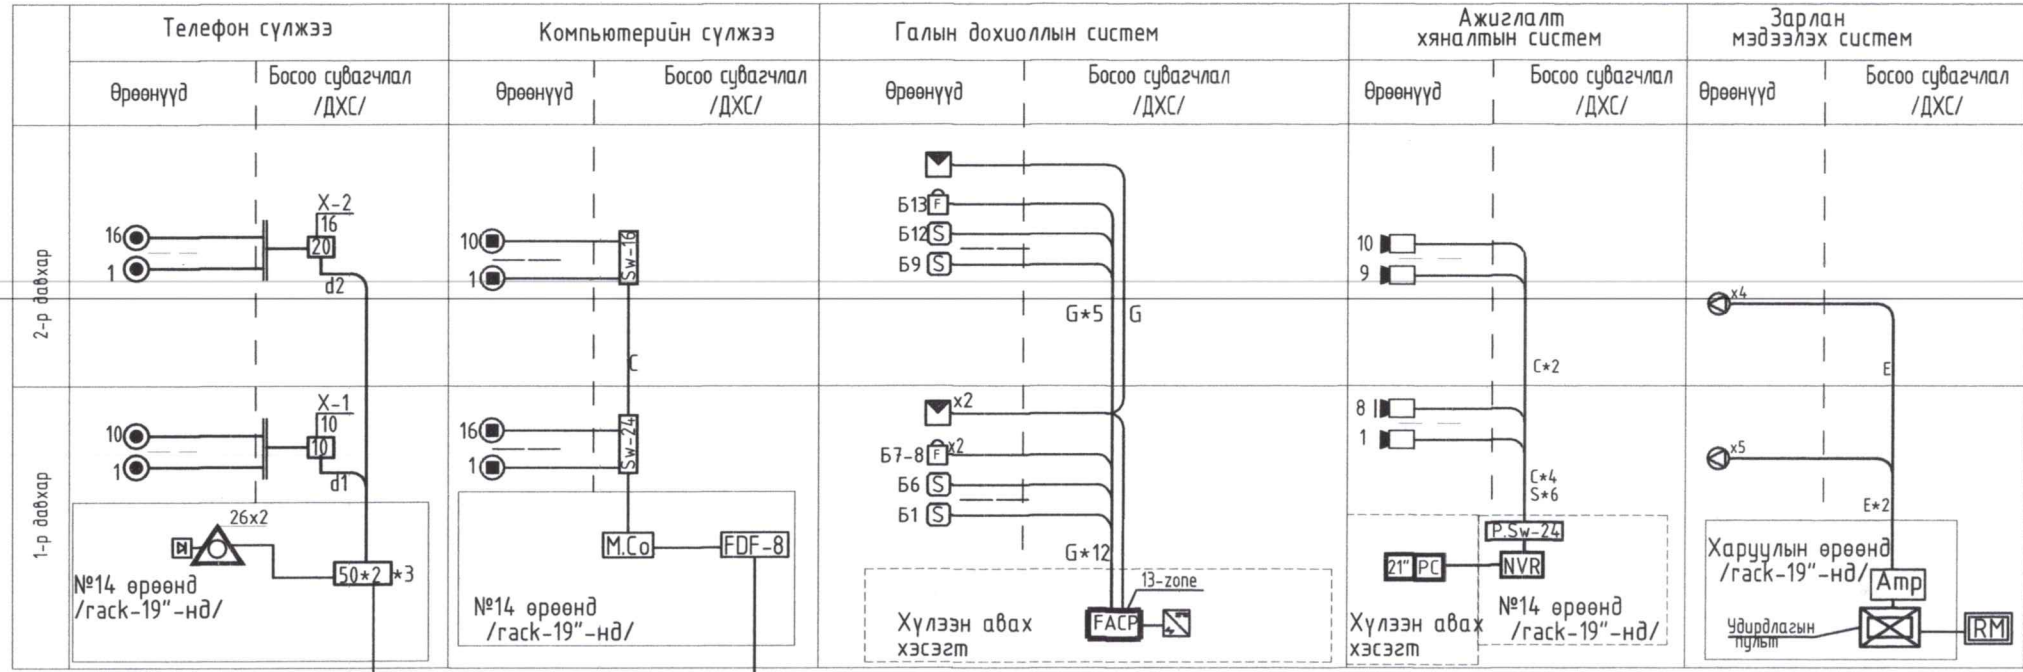 Телефон сүлжээ
Компьютерийн сүлжээ
Галын дохиоллын систем
Ажиглалт
хяналтын систем
Зарлан
мэдээлэх систем
Өрөөнүүд
Босоо сувагчлал
/ДХС/
Өрөөнүүд
Босоо сувагчлал
/ДХС/
Өрөөнүүд
Босоо сувагчлал
/ДХС/
Өрөөнүүд
Босоо сувагчлал
/ДХС/
Өрөөнүүд
Босоо сувагчлал
/ДХС/
2-р давхар
16
1
X-2
16
20
d2
10
1
Sw-16
C
Б13 F
Б12 S
Б9 S
G*5
G
10
9
C*2
x4
E
1-р давхар
10
1
X-1
10
10
d1
26x2
50*2 *3
№14 өрөөнд
/rack-19"-нд/
16
1
Sw-24
M.Co
FDF-8
№14 өрөөнд
/rack-19"-нд/
x2
Б7-8 F x2
Б6 S
Б1 S
G*12
13-zone
FACP
Хүлээн авах
хэсэгт
8
1
C*4
S*6
P.Sw-24
21" PC
NVR
Хүлээн авах
хэсэгт
№14 өрөөнд
/rack-19"-нд/
x5
E*2
Харуулын өрөөнд
/rack-19"-нд/
Amp
Удирдлагын
пульт
RM